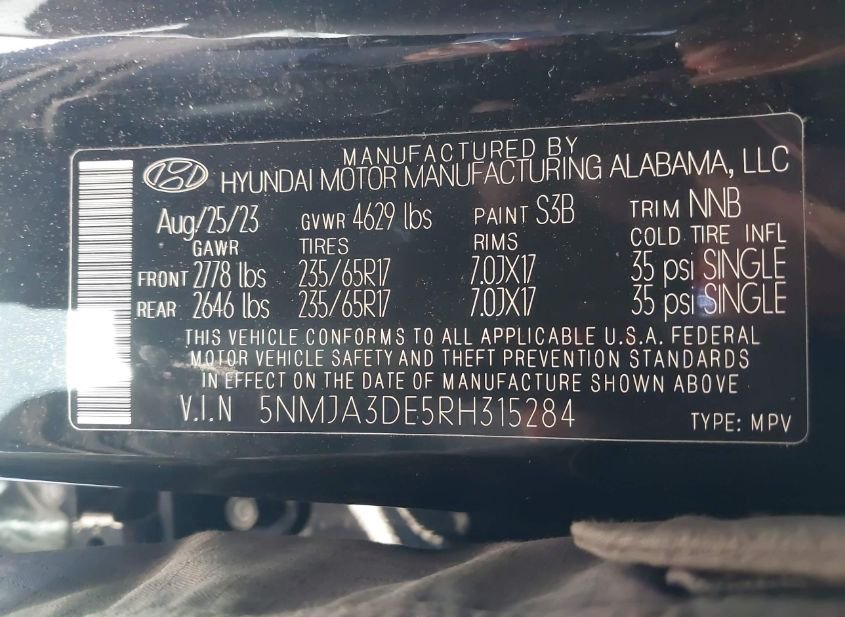 MANUFACTURED BY
HYUNDAI MOTOR MANUFACTURING ALABAMA, LLC
Aug/25/23 GVWR 4629 lbs PAINT S3B TRIM NNB
GAWR TIRES RIMS COLD TIRE INFL
FRONT 2778 lbs 235/65R17 7.0JX17 35 psi SINGLE
REAR 2646 lbs 235/65R17 7.0JX17 35 psi SINGLE
THIS VEHICLE CONFORMS TO ALL APPLICABLE U.S.A. FEDERAL
MOTOR VEHICLE SAFETY AND THEFT PREVENTION STANDARDS
IN EFFECT ON THE DATE OF MANUFACTURE SHOWN ABOVE
V.I.N 5NMJA3DE5RH315284 TYPE: MPV